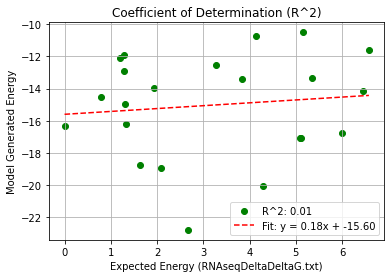 Coefficient of Determination (R^2)
Model Generated Energy
−10
−12
−14
−16
−18
−20
−22
0 1 2 3 4 5 6
Expected Energy (RNAseqDeltaDeltaG.txt)
R^2: 0.01
Fit: y = 0.18x + -15.60